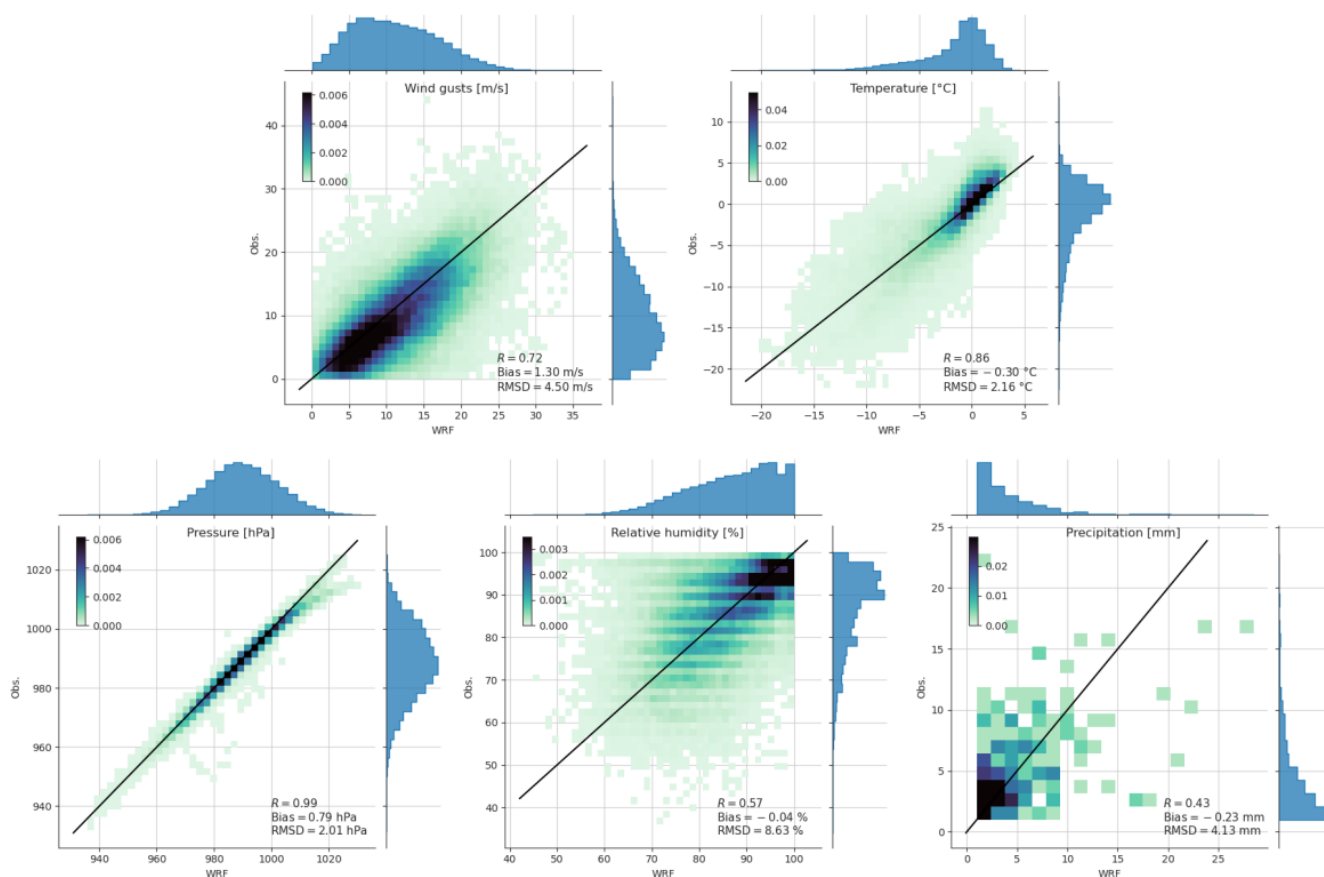 Wind gusts [m/s]
0.006
0.004
0.002
0.000
40
30
20
10
0
Obs.
R = 0.72
Bias = 1.30 m/s
RMSD = 4.50 m/s
0 5 10 15 20 25 30 35
WRF
Temperature [°C]
0.04
0.02
0.00
10
5
0
−5
−10
−15
−20
Obs.
R = 0.86
Bias = − 0.30 °C
RMSD = 2.16 °C
−20 −15 −10 −5 0 5
WRF
Pressure [hPa]
0.006
0.004
0.002
0.000
1020
1000
980
960
940
Obs.
R = 0.99
Bias = 0.79 hPa
RMSD = 2.01 hPa
940 960 980 1000 1020
WRF
Relative humidity [%]
0.003
0.002
0.001
0.000
100
90
80
70
60
50
40
Obs.
R = 0.57
Bias = − 0.04 %
RMSD = 8.63 %
40 50 60 70 80 90 100
WRF
Precipitation [mm]
0.02
0.01
0.00
25
20
15
10
5
0
Obs.
R = 0.43
Bias = − 0.23 mm
RMSD = 4.13 mm
0 5 10 15 20 25
WRF